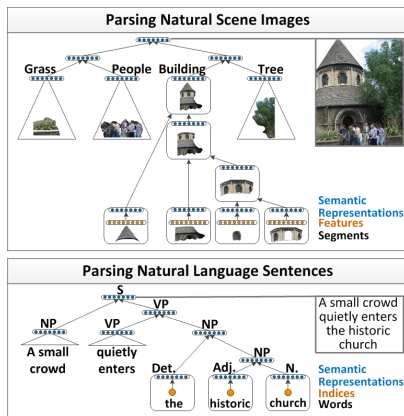 Parsing Natural Scene Images
Grass People Building Tree
Semantic
Representations
Features
Segments
Parsing Natural Language Sentences
S
VP
NP VP NP
A small
crowd
quietly
enters
NP
Det. Adj. N.
the historic church
A small crowd
quietly enters
the historic
church
Semantic
Representations
Indices
Words